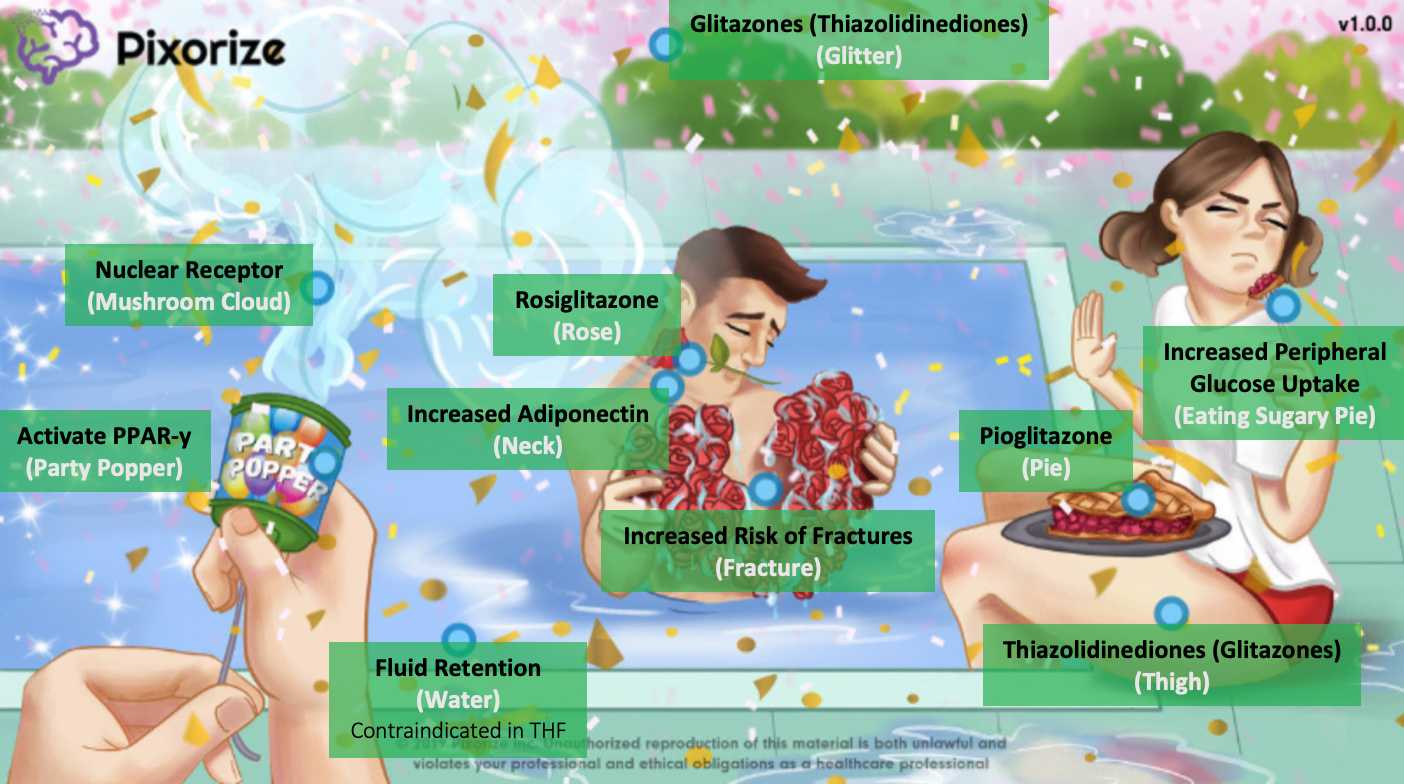 Pixorize
Glitazones (Thiazolidinediones)
(Glitter)
v1.0.0
Nuclear Receptor
(Mushroom Cloud)
Rosiglitazone
(Rose)
Increased Peripheral
Glucose Uptake
(Eating Sugary Pie)
Activate PPAR-y
(Party Popper)
PARTY
POPPER
Increased Adiponectin
(Neck)
Pioglitazone
(Pie)
Increased Risk of Fractures
(Fracture)
Thiazolidinediones (Glitazones)
(Thigh)
Fluid Retention
(Water)
Contraindicated in THF
© 2019 Pixorize Inc. Unauthorized reproduction of this material is both unlawful and
violates your professional and ethical obligations as a healthcare professional